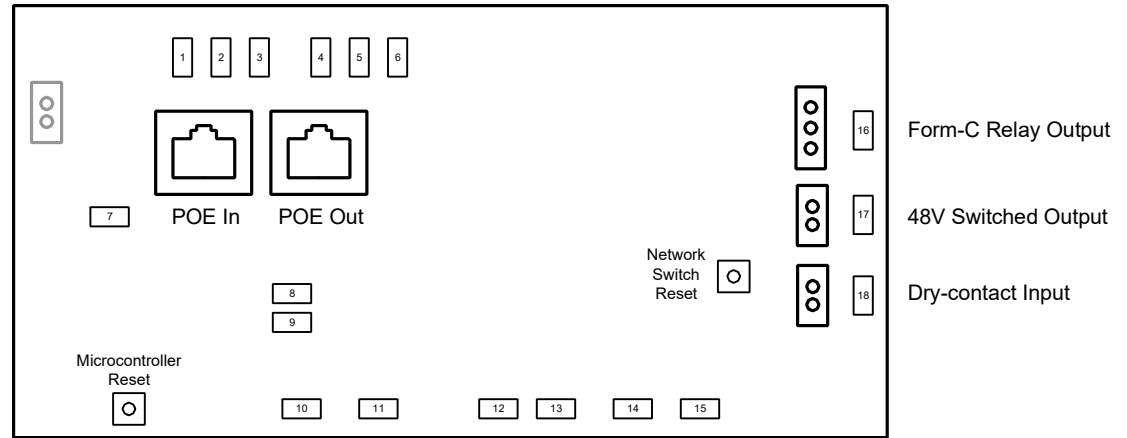 1 2 3 4 5 6
16 Form-C Relay Output
7 POE In POE Out
17 48V Switched Output
Network
Switch
Reset
18 Dry-contact Input
8
9
Microcontroller
Reset
10 11 12 13 14 15